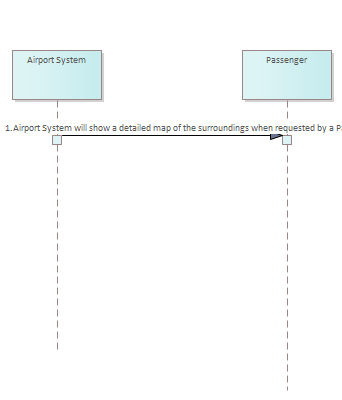 Airport System
Passenger
1.Airport System will show a detailed map of the surroundings when requested by a